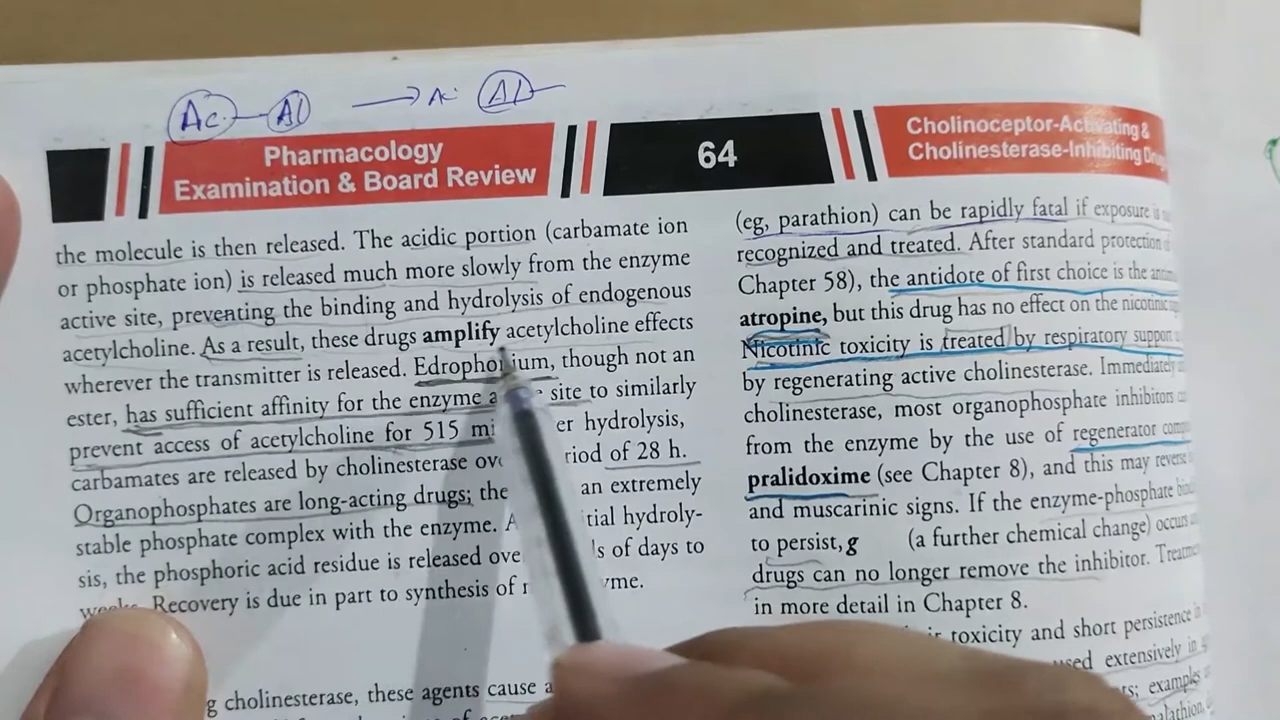 Ac. Al → Ac Al
Pharmacology
Examination & Board Review
64
Cholinoceptor-Activating &
Cholinesterase-Inhibiting
the molecule is then released. The acidic portion (carbamate ion
or phosphate ion) is released much more slowly from the enzyme
active site, preventing the binding and hydrolysis of endogenous
acetylcholine. As a result, these drugs amplify acetylcholine effects
wherever the transmitter is released. Edrophonium, though not an
ester, has sufficient affinity for the enzyme site to similarly
prevent access of acetylcholine for 515 er hydrolysis,
carbamates are released by cholinesterase riod of 28 h.
Organophosphates are long-acting drugs; an extremely
stable phosphate complex with the enzyme. tial hydroly-
sis, the phosphoric acid residue is released s of days to
Recovery is due in part to synthesis of yme.
g cholinesterase, these agents cause
(eg, parathion) can be rapidly fatal if exposure is
recognized and treated. After standard protection
Chapter 58), the antidote of first choice is the
atropine, but this drug has no effect on the nicotinic
Nicotinic toxicity is treated by respiratory support
by regenerating active cholinesterase.
cholinesterase, most organophosphate inhibitors
from the enzyme by the use of regenerator
pralidoxime (see Chapter 8), and this may reverse
and muscarinic signs. If the enzyme-phosphate
to persist, g (a further chemical change) occurs
drugs can no longer remove the inhibitor.
in more detail in Chapter 8.
toxicity and short persistence
extensively in
examples